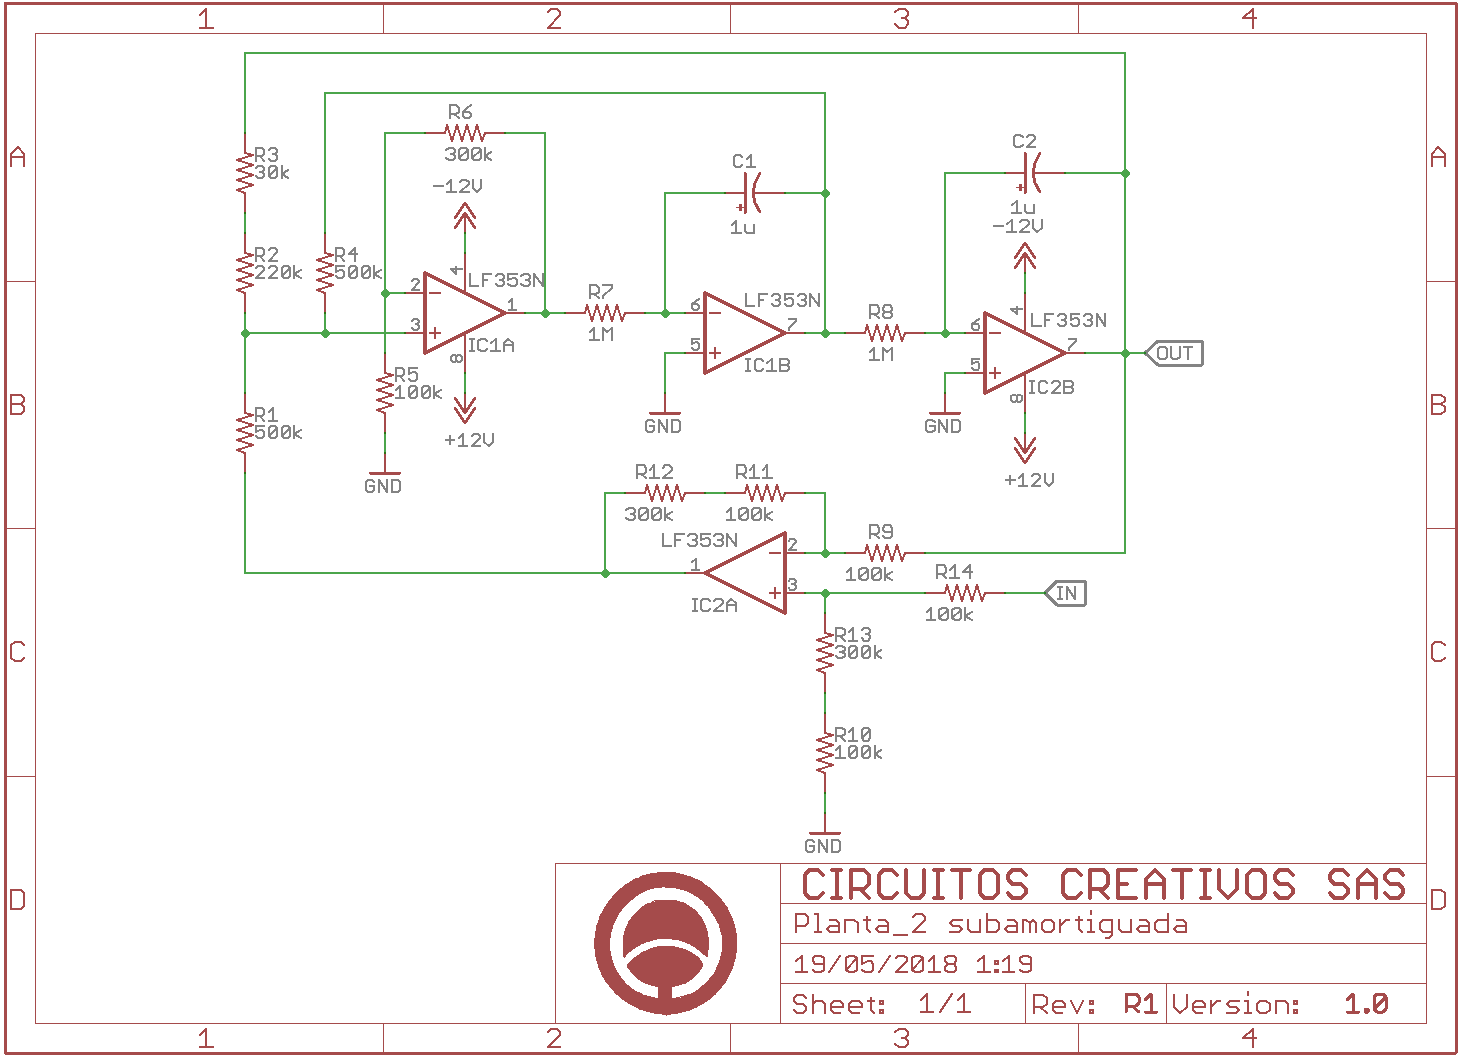 1 2 3 4
A A
R3
30k
R2
220k
R4
500k
R6
300k
-12V
4
LF353N
2
3
1
8
IC1A
+12V
R5
100k
GND
R1
500k
R7
1M
C1
1u
LF353N
6
5
7
IC1B
GND
R8
1M
C2
1u
-12V
4
LF353N
6
5
7
8
IC2B
+12V
GND
OUT
B B
R12
300k
R11
100k
LF353N
2
1
3
IC2A
R9
100k
R14
100k
IN
R13
300k
C C
R10
100k
GND
D D
CIRCUITOS CREATIVOS SAS
Planta_2 subamortiguada
19/05/2018 1:19
Sheet: 1/1 Rev: R1 Version: 1.0
1 2 3 4